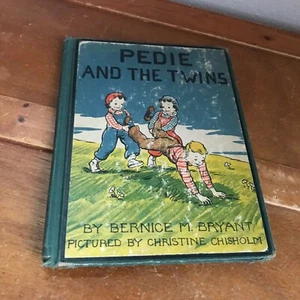 PEDIE
AND THE TWINS
BY BERNICE M. BRYANT
PICTURED BY CHRISTINE CHISHOLM